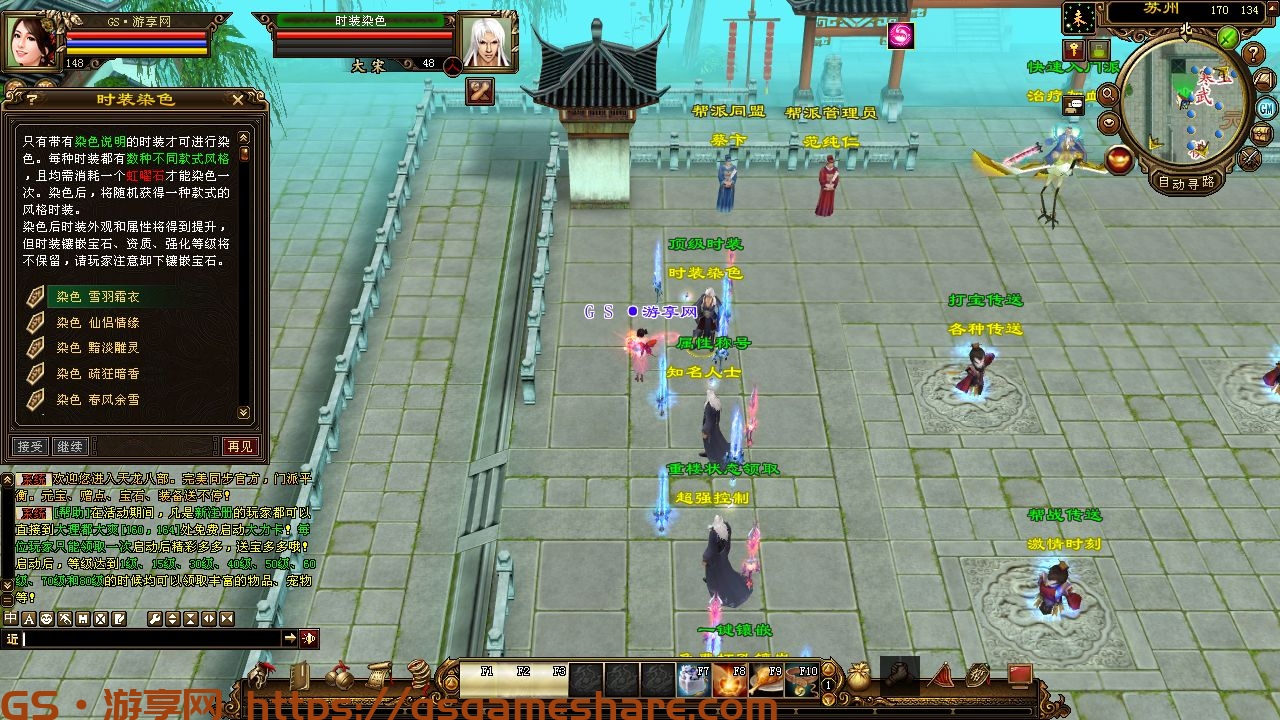 GS·游享网
148
时装染色
大宋
48
苏州
170 134
北
自动寻路
GM
快速入门派
帮派同盟
蔡卞
帮派管理员
范纯仁
时装染色
只有带有染色说明的时装才可进行染
色。每种时装都有数种不同款式风格
，且均需消耗一个虹曜石才能染色一
次。染色后，将随机获得一种款式的
风格时装。
染色后时装外观和属性将得到提升，
但时装镶嵌宝石、资质、强化等级将
不保留，请玩家注意卸下镶嵌宝石。
染色 雪羽霜衣
染色 仙侣情缘
染色 黯淡雕灵
染色 疏狂暗香
染色 春风余雪
接受
继续
再见
顶级时装
时装染色
GS●游享网
属性称号
知名人士
重楼状态领取
超强控制
一键镶嵌
打宝传送
各种传送
帮战传送
激情时刻
欢迎您进入天龙八部．完美同步官方，门派平
衡．元宝、赠点、宝石、装备送不停！
[帮助]在活动期间，凡是新注册的玩家都可以
直接到大理都大爽[180，164]处免费启动大力卡！每
位玩家只能领取一次启动后精彩多多，送宝多多哦！
启动后，等级达到1级、15级、30级、40级、50级、60
级、70级和80级的时候均可以领取丰富的物品、宠物
等！
近
F1 F2 F3 F7 F8 F9 F10
GS·游享网 https://gsgameshare.com